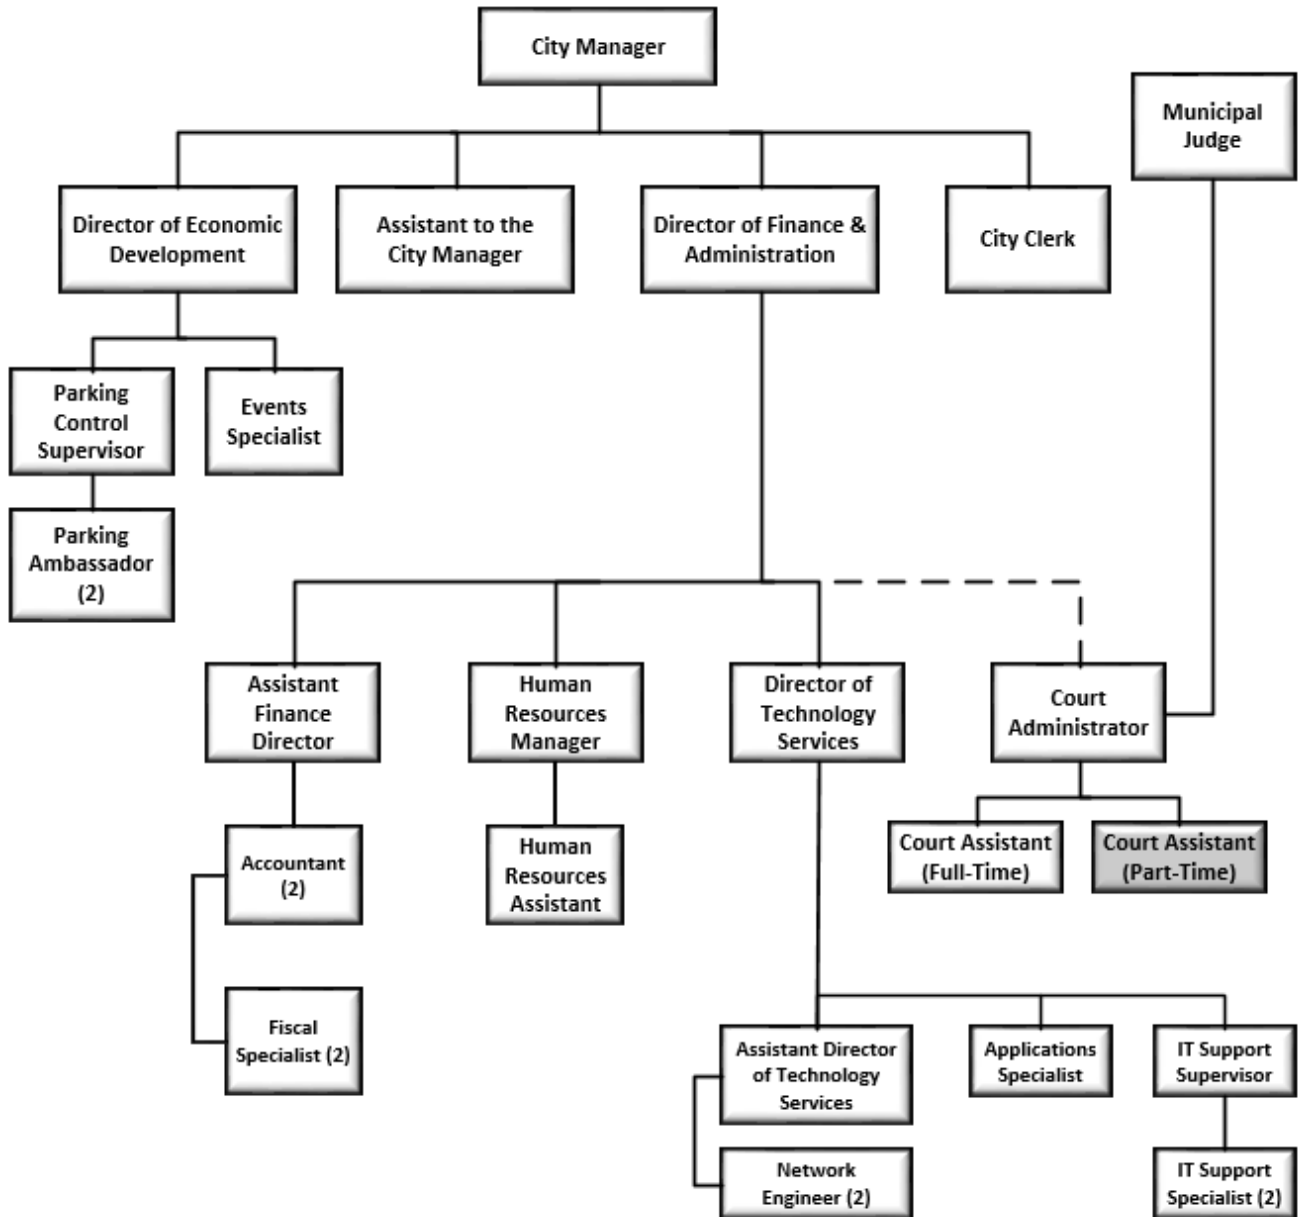 City Manager
Municipal
Judge
Director of Economic
Development
Assistant to the
City Manager
Director of Finance &
Administration
City Clerk
Parking
Control
Supervisor
Events
Specialist
Parking
Ambassador
(2)
Assistant
Finance
Director
Human
Resources
Manager
Director of
Technology
Services
Court
Administrator
Accountant
(2)
Human
Resources
Assistant
Court Assistant
(Full-Time)
Court Assistant
(Part-Time)
Fiscal
Specialist (2)
Assistant Director
of Technology
Services
Applications
Specialist
IT Support
Supervisor
Network
Engineer (2)
IT Support
Specialist (2)